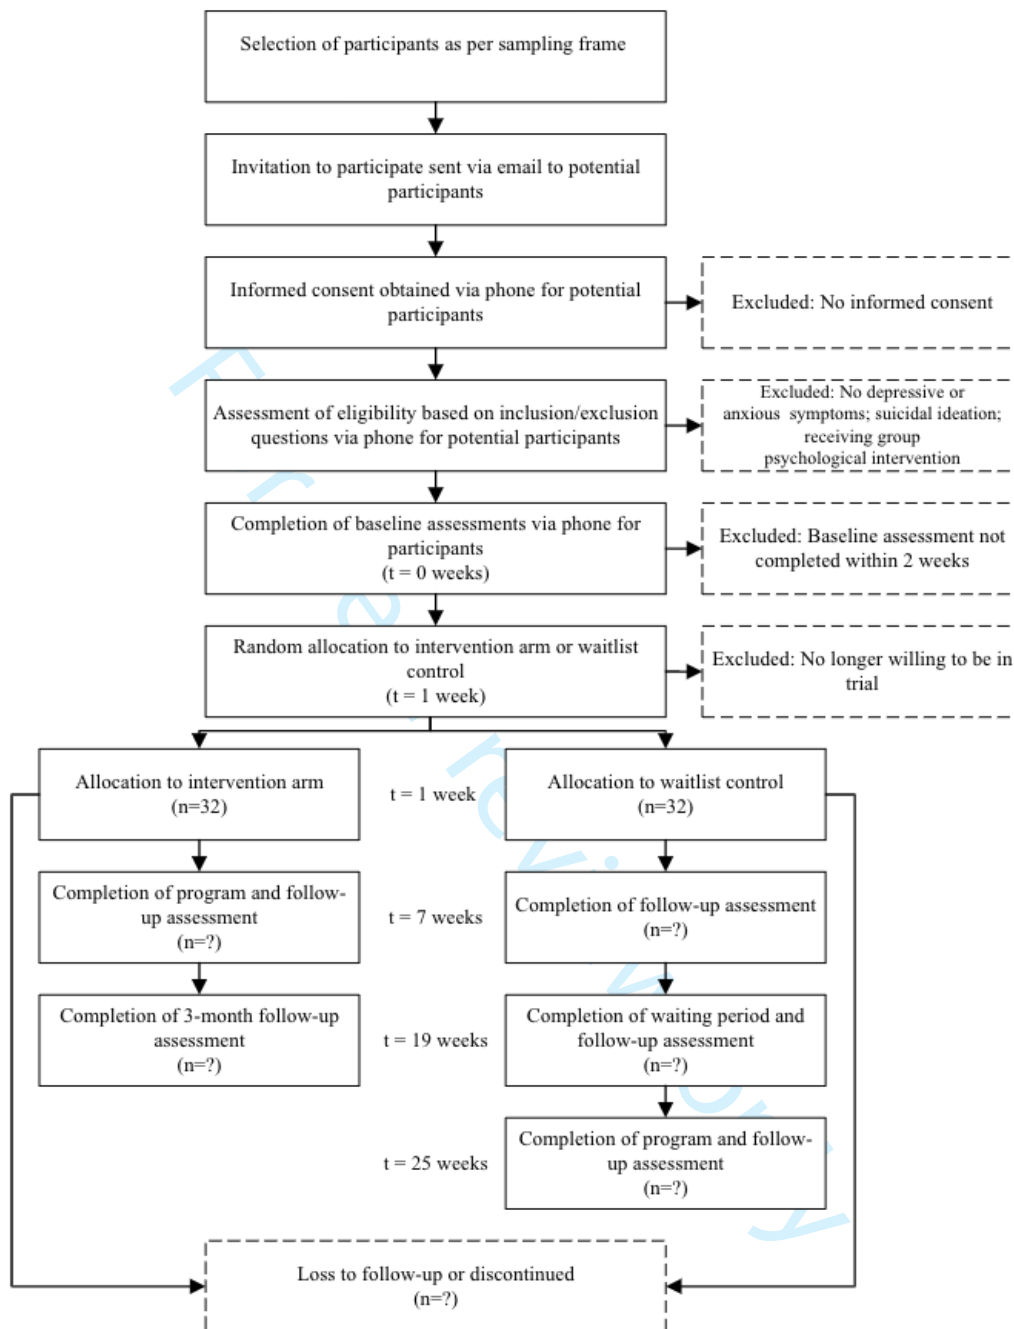 Selection of participants as per sampling frame
Invitation to participate sent via email to potential
participants
Informed consent obtained via phone for potential
participants
Excluded: No informed consent
Assessment of eligibility based on inclusion/exclusion
questions via phone for potential participants
Excluded: No depressive or
anxious symptoms; suicidal ideation;
receiving group
psychological intervention
Completion of baseline assessments via phone for
participants
(t = 0 weeks)
Excluded: Baseline assessment not
completed within 2 weeks
Random allocation to intervention arm or waitlist
control
(t = 1 week)
Excluded: No longer willing to be in
trial
Allocation to intervention arm
(n=32)
t = 1 week
Allocation to waitlist control
(n=32)
Completion of program and follow-
up assessment
(n=?)
t = 7 weeks
Completion of follow-up assessment
(n=?)
Completion of 3-month follow-up
assessment
(n=?)
t = 19 weeks
Completion of waiting period and
follow-up assessment
(n=?)
t = 25 weeks
Completion of program and follow-
up assessment
(n=?)
Loss to follow-up or discontinued
(n=?)